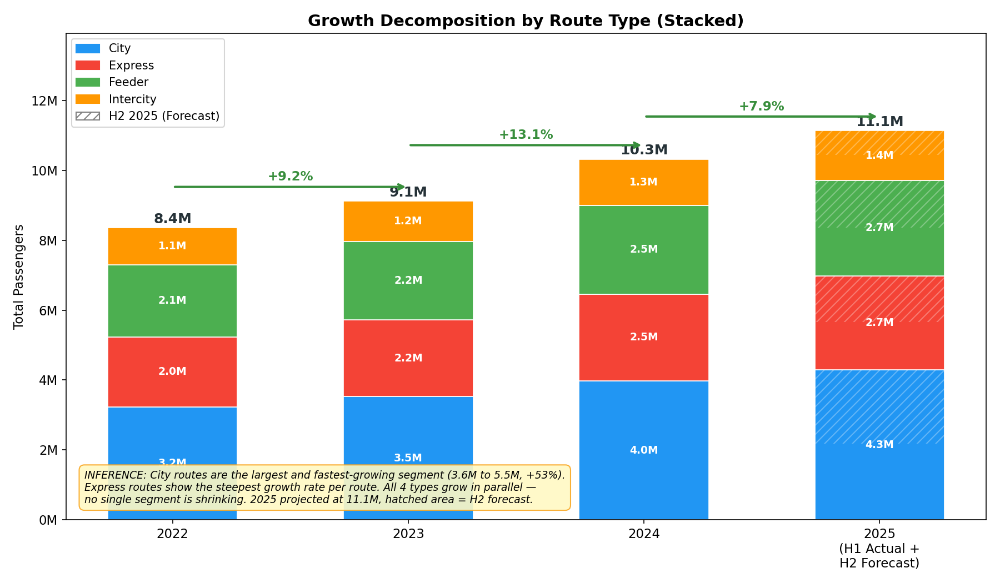 Growth Decomposition by Route Type (Stacked)
City
Express
Feeder
Intercity
H2 2025 (Forecast)
Total Passengers
12M
10M
8M
6M
4M
2M
0M
+9.2%
+13.1%
+7.9%
8.4M
9.1M
10.3M
11.1M
1.1M
2.1M
2.0M
3.2M
1.2M
2.2M
2.2M
3.5M
1.3M
2.5M
2.5M
4.0M
1.4M
2.7M
2.7M
4.3M
INFERENCE: City routes are the largest and fastest-growing segment (3.6M to 5.5M, +53%).
Express routes show the steepest growth rate per route. All 4 types grow in parallel —
no single segment is shrinking. 2025 projected at 11.1M, hatched area = H2 forecast.
2022
2023
2024
2025
(H1 Actual +
H2 Forecast)